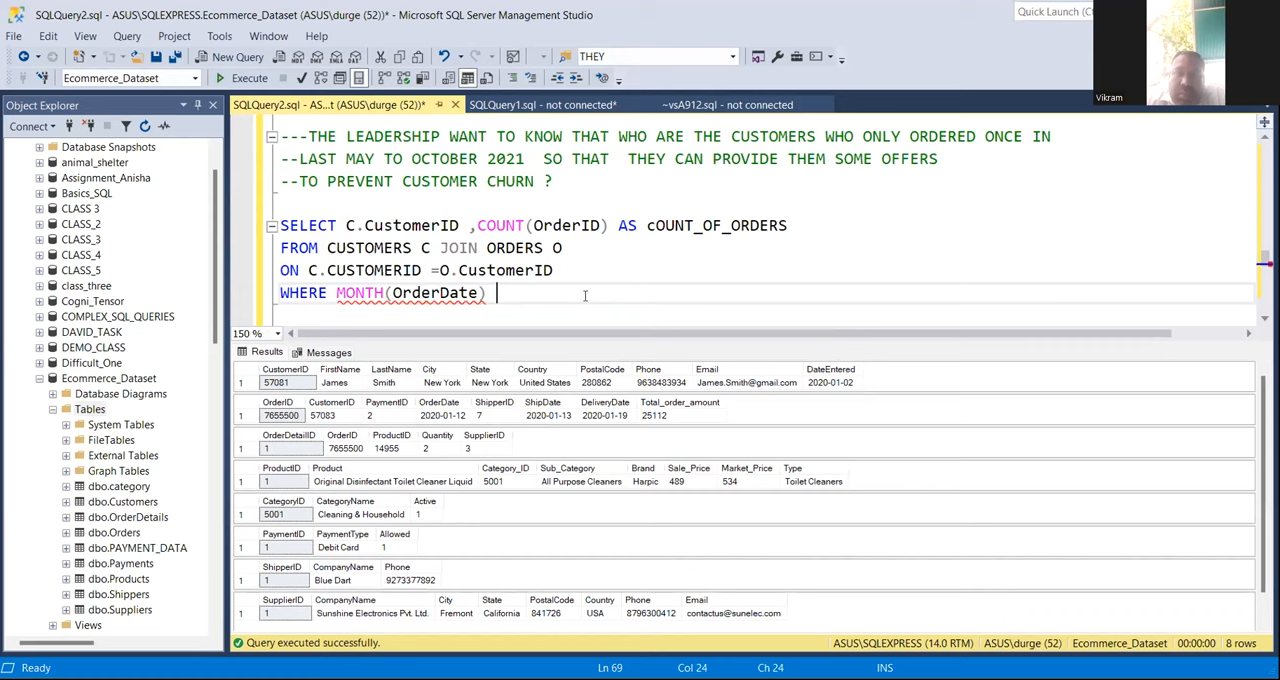 SQLQuery2.sql - ASUS\SQLEXPRESS.Ecommerce_Dataset (ASUS\durge (52))* - Microsoft SQL Server Management Studio
Quick Launch (Ct
File Edit View Query Project Tools Window Help
New Query
THEY
Ecommerce_Dataset
Execute
Vikram
Object Explorer
SQLQuery2.sql - AS...t (ASUS\durge (52))*
SQLQuery1.sql - not connected*
~vsA912.sql - not connected
Connect
Database Snapshots
animal_shelter
Assignment_Anisha
Basics_SQL
CLASS 3
CLASS_2
CLASS_3
CLASS_4
CLASS_5
class_three
Cogni_Tensor
COMPLEX_SQL_QUERIES
DAVID_TASK
DEMO_CLASS
Difficult_One
Ecommerce_Dataset
Database Diagrams
Tables
System Tables
FileTables
External Tables
Graph Tables
dbo.category
dbo.Customers
dbo.OrderDetails
dbo.Orders
dbo.PAYMENT_DATA
dbo.Payments
dbo.Products
dbo.Shippers
dbo.Suppliers
Views
---THE LEADERSHIP WANT TO KNOW THAT WHO ARE THE CUSTOMERS WHO ONLY ORDERED ONCE IN
--LAST MAY TO OCTOBER 2021 SO THAT THEY CAN PROVIDE THEM SOME OFFERS
--TO PREVENT CUSTOMER CHURN ?
SELECT C.CustomerID ,COUNT(OrderID) AS cOUNT_OF_ORDERS
FROM CUSTOMERS C JOIN ORDERS O
ON C.CUSTOMERID =O.CustomerID
WHERE MONTH(OrderDate)
150 %
Results Messages
CustomerID FirstName LastName City State Country PostalCode Phone Email DateEntered
1 57081 James Smith New York New York United States 280862 9638483934 James.Smith@gmail.com 2020-01-02
OrderID CustomerID PaymentID OrderDate ShipperID ShipDate DeliveryDate Total_order_amount
1 7655500 57083 2 2020-01-12 7 2020-01-13 2020-01-19 25112
OrderDetailID OrderID ProductID Quantity SupplierID
1 1 7655500 14955 2 3
ProductID Product Category_ID Sub_Category Brand Sale_Price Market_Price Type
1 1 Original Disinfectant Toilet Cleaner Liquid 5001 All Purpose Cleaners Harpic 489 534 Toilet Cleaners
CategoryID CategoryName Active
1 5001 Cleaning & Household 1
PaymentID PaymentType Allowed
1 1 Debit Card 1
ShipperID CompanyName Phone
1 1 Blue Dart 9273377892
SupplierID CompanyName City State PostalCode Country Phone Email
1 1 Sunshine Electronics Pvt. Ltd. Fremont California 841726 USA 8796300412 contactus@sunelec.com
Query executed successfully.
ASUS\SQLEXPRESS (14.0 RTM) ASUS\durge (52) Ecommerce_Dataset 00:00:00 8 rows
Ready Ln 69 Col 24 Ch 24 INS